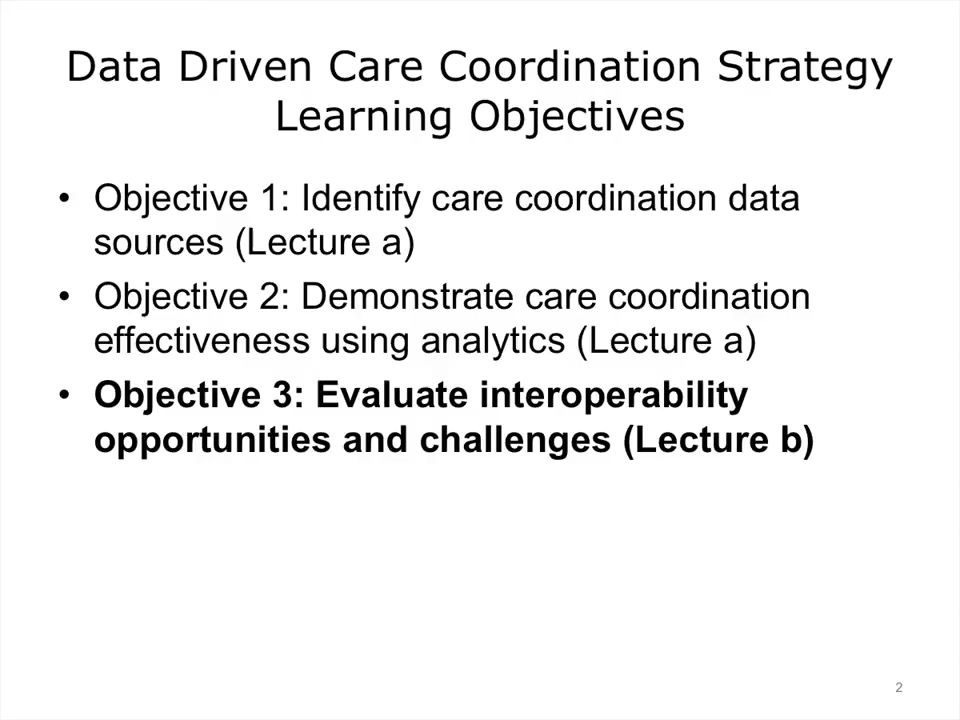 Data Driven Care Coordination Strategy
Learning Objectives
• Objective 1: Identify care coordination data
sources (Lecture a)
• Objective 2: Demonstrate care coordination
effectiveness using analytics (Lecture a)
• Objective 3: Evaluate interoperability
opportunities and challenges (Lecture b)
2